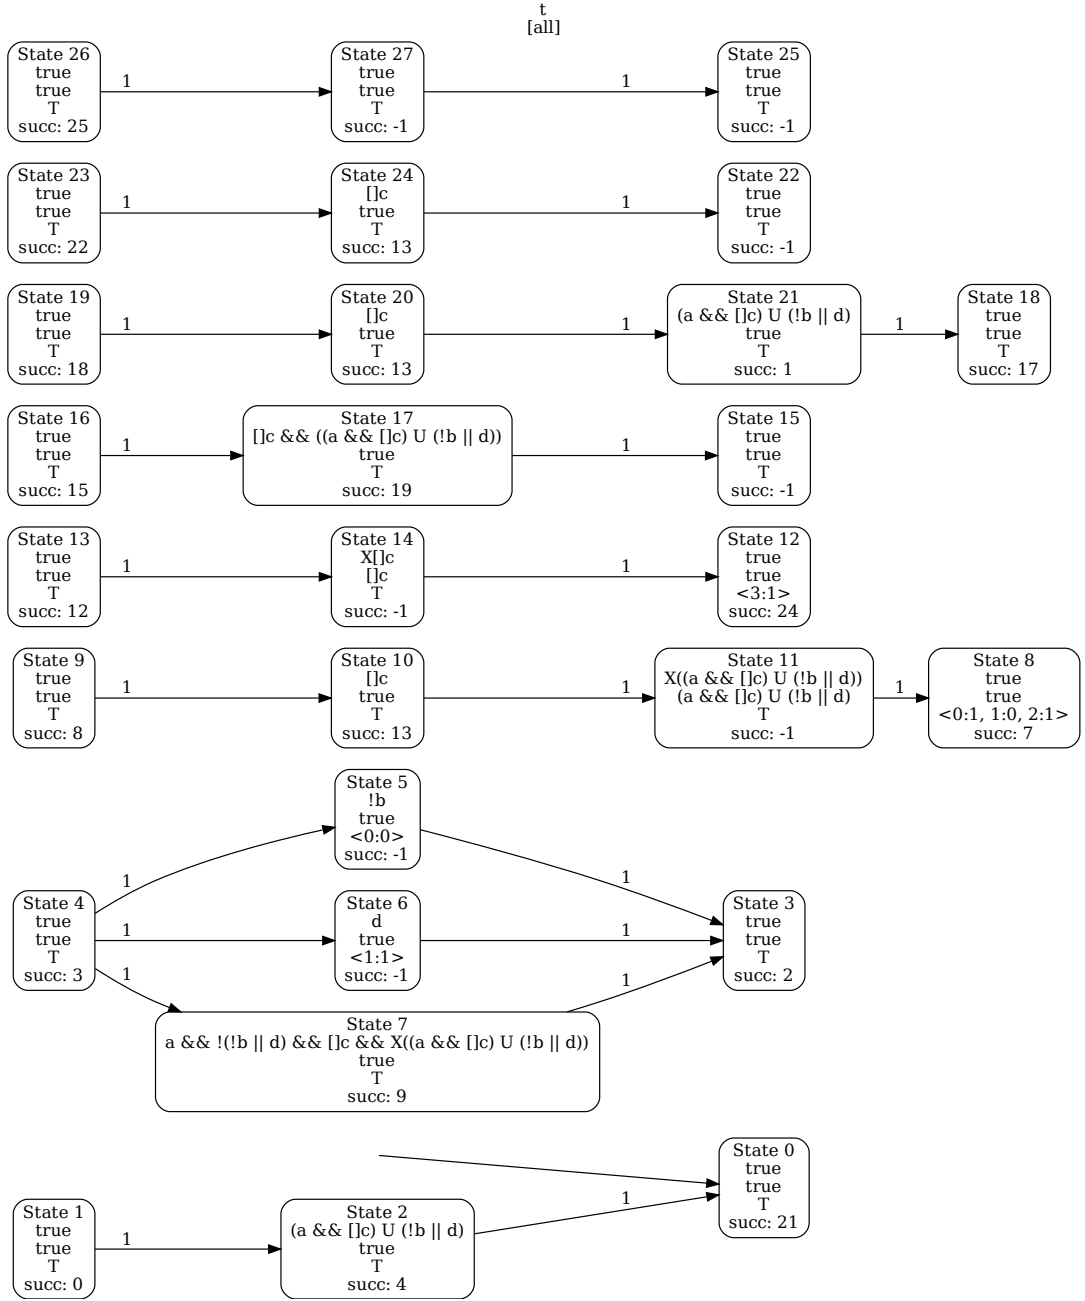 t
[all]
State 26
true
true
T
succ: 25
1
State 27
true
true
T
succ: -1
1
State 25
true
true
T
succ: -1
State 23
true
true
T
succ: 22
1
State 24
[]c
true
T
succ: 13
1
State 22
true
true
T
succ: -1
State 19
true
true
T
succ: 18
1
State 20
[]c
true
T
succ: 13
1
State 21
(a && []c) U (!b || d)
true
T
succ: 1
1
State 18
true
true
T
succ: 17
State 16
true
true
T
succ: 15
1
State 17
[]c && ((a && []c) U (!b || d))
true
T
succ: 19
1
State 15
true
true
T
succ: -1
State 13
true
true
T
succ: 12
1
State 14
X[]c
[]c
T
succ: -1
1
State 12
true
true
<3:1>
succ: 24
State 9
true
true
T
succ: 8
1
State 10
[]c
true
T
succ: 13
1
State 11
X((a && []c) U (!b || d))
(a && []c) U (!b || d)
T
succ: -1
1
State 8
true
true
<0:1, 1:0, 2:1>
succ: 7
State 5
!b
true
<0:0>
succ: -1
1
1
State 4
true
true
T
succ: 3
1
1
State 6
d
true
<1:1>
succ: -1
1
1
State 3
true
true
T
succ: 2
State 7
a && !(!b || d) && []c && X((a && []c) U (!b || d))
true
T
succ: 9
State 0
true
true
T
succ: 21
State 1
true
true
T
succ: 0
1
State 2
(a && []c) U (!b || d)
true
T
succ: 4
1